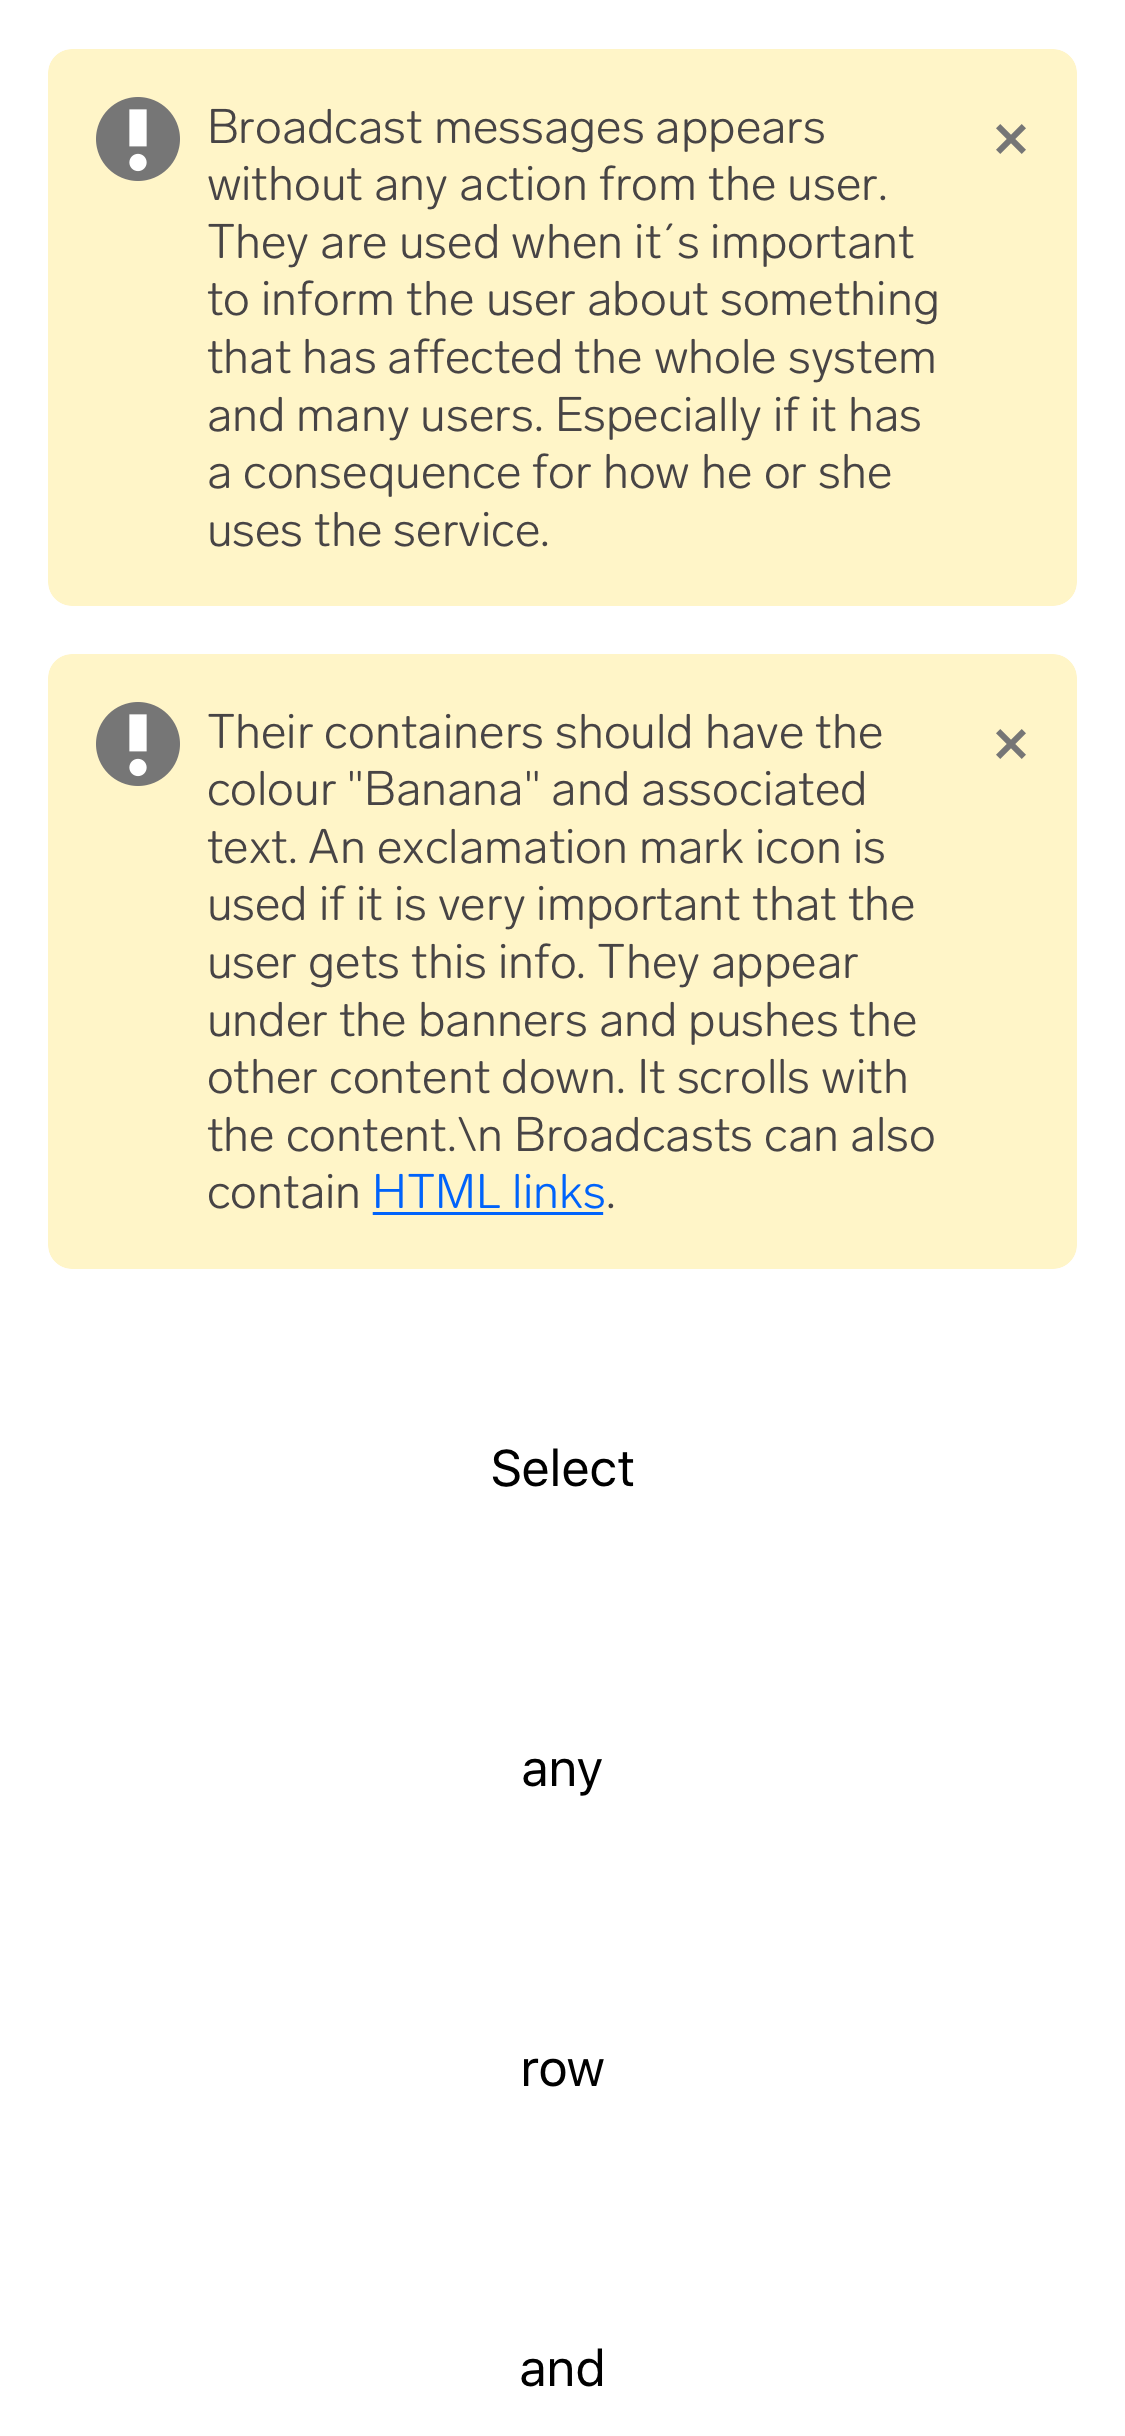 Broadcast messages appears
without any action from the user.
They are used when it´s important
to inform the user about something
that has affected the whole system
and many users. Especially if it has
a consequence for how he or she
uses the service.
Their containers should have the
colour "Banana" and associated
text. An exclamation mark icon is
used if it is very important that the
user gets this info. They appear
under the banners and pushes the
other content down. It scrolls with
the content.\n Broadcasts can also
contain HTML links.
Select
any
row
and